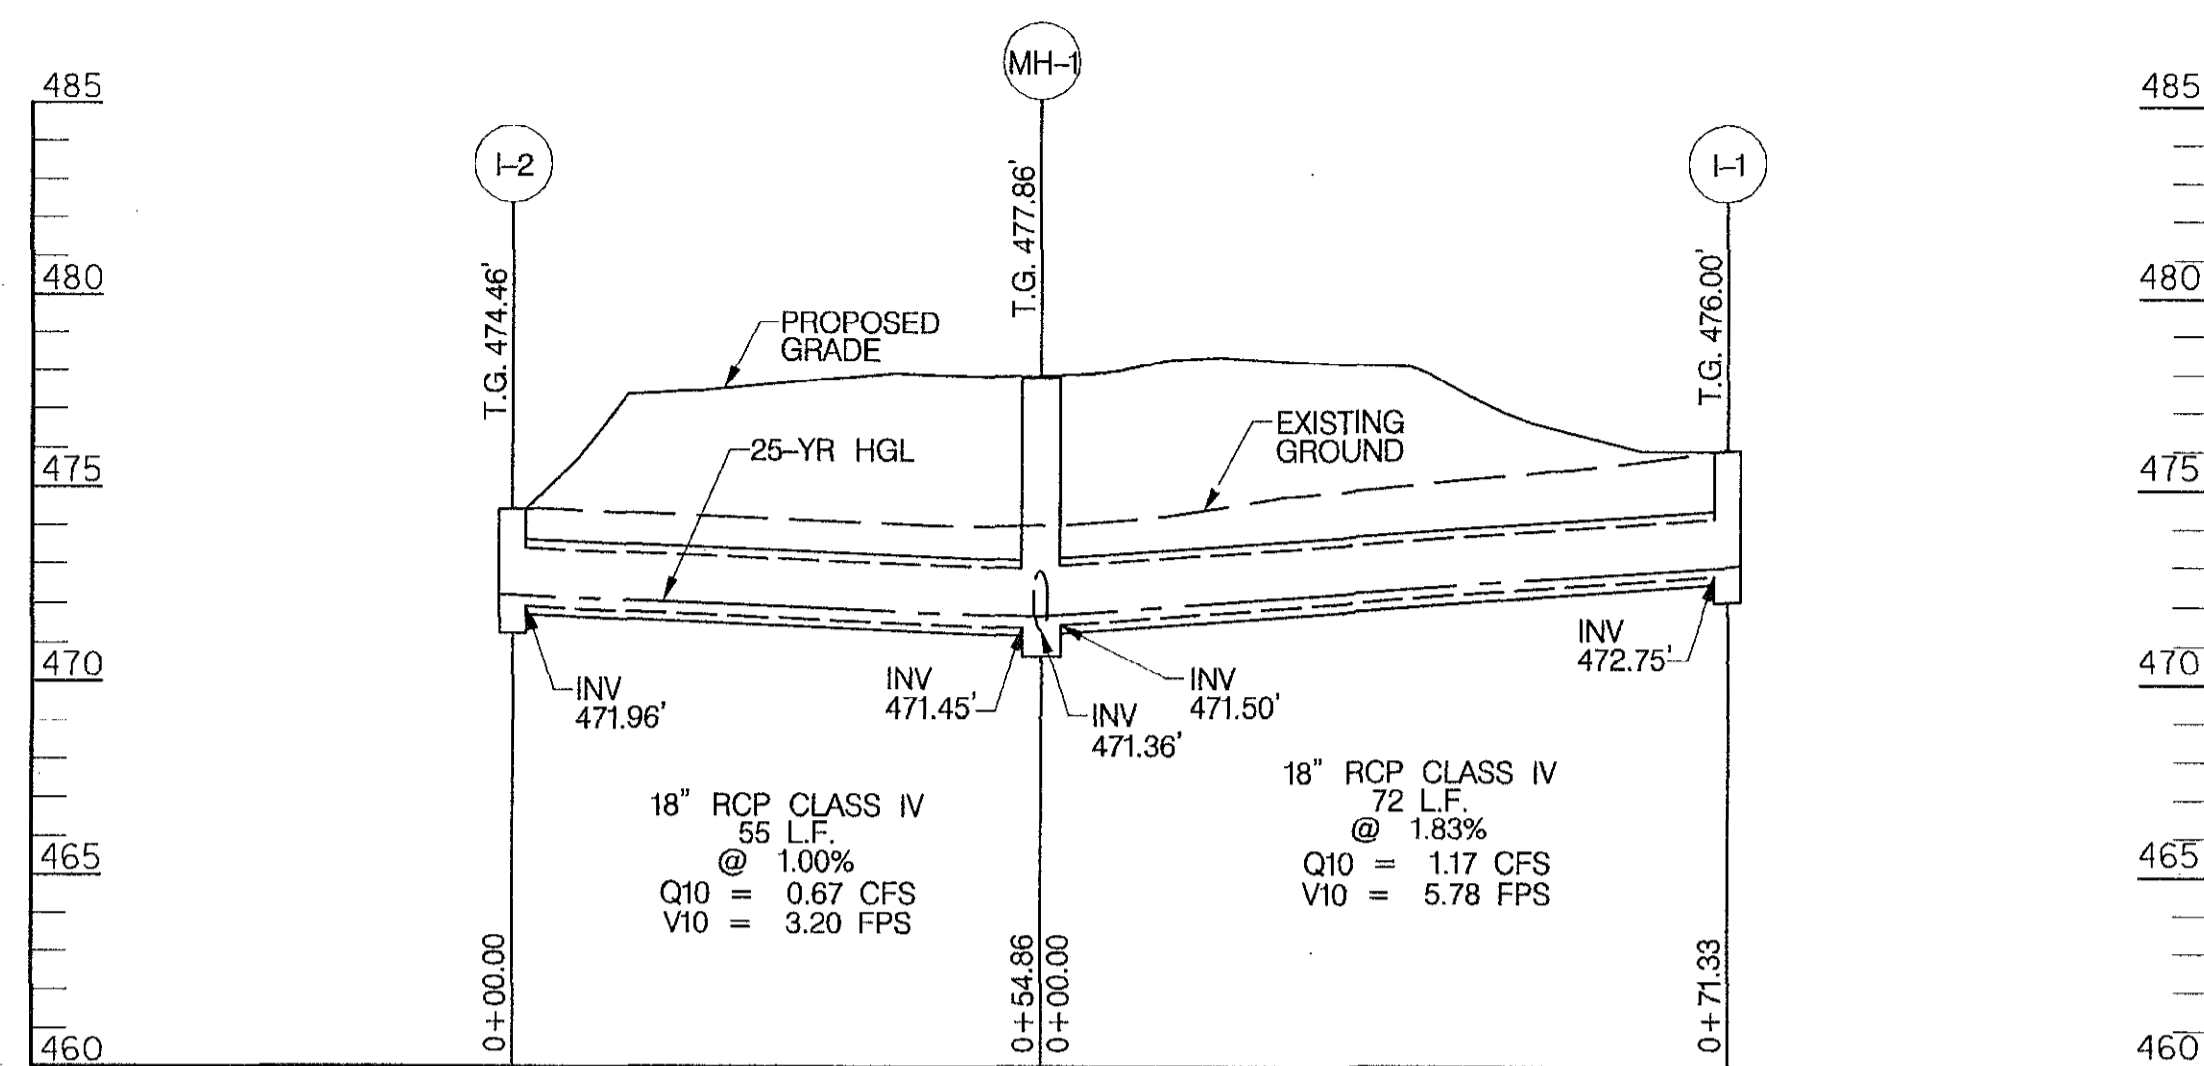 MH-1
I-2
I-1
485
480
475
470
465
460
485
480
475
470
465
460
T.G. 474.46'
T.G. 477.86'
T.G. 476.00'
PROPOSED
GRADE
25-YR HGL
EXISTING
GROUND
INV
471.96'
INV
471.45'
INV
471.36'
INV
471.50'
INV
472.75'
18" RCP CLASS IV
55 L.F.
@ 1.00%
Q10 = 0.67 CFS
V10 = 3.20 FPS
18" RCP CLASS IV
72 L.F.
@ 1.83%
Q10 = 1.17 CFS
V10 = 5.78 FPS
0+00.00
0+54.86
0+00.00
0+71.33